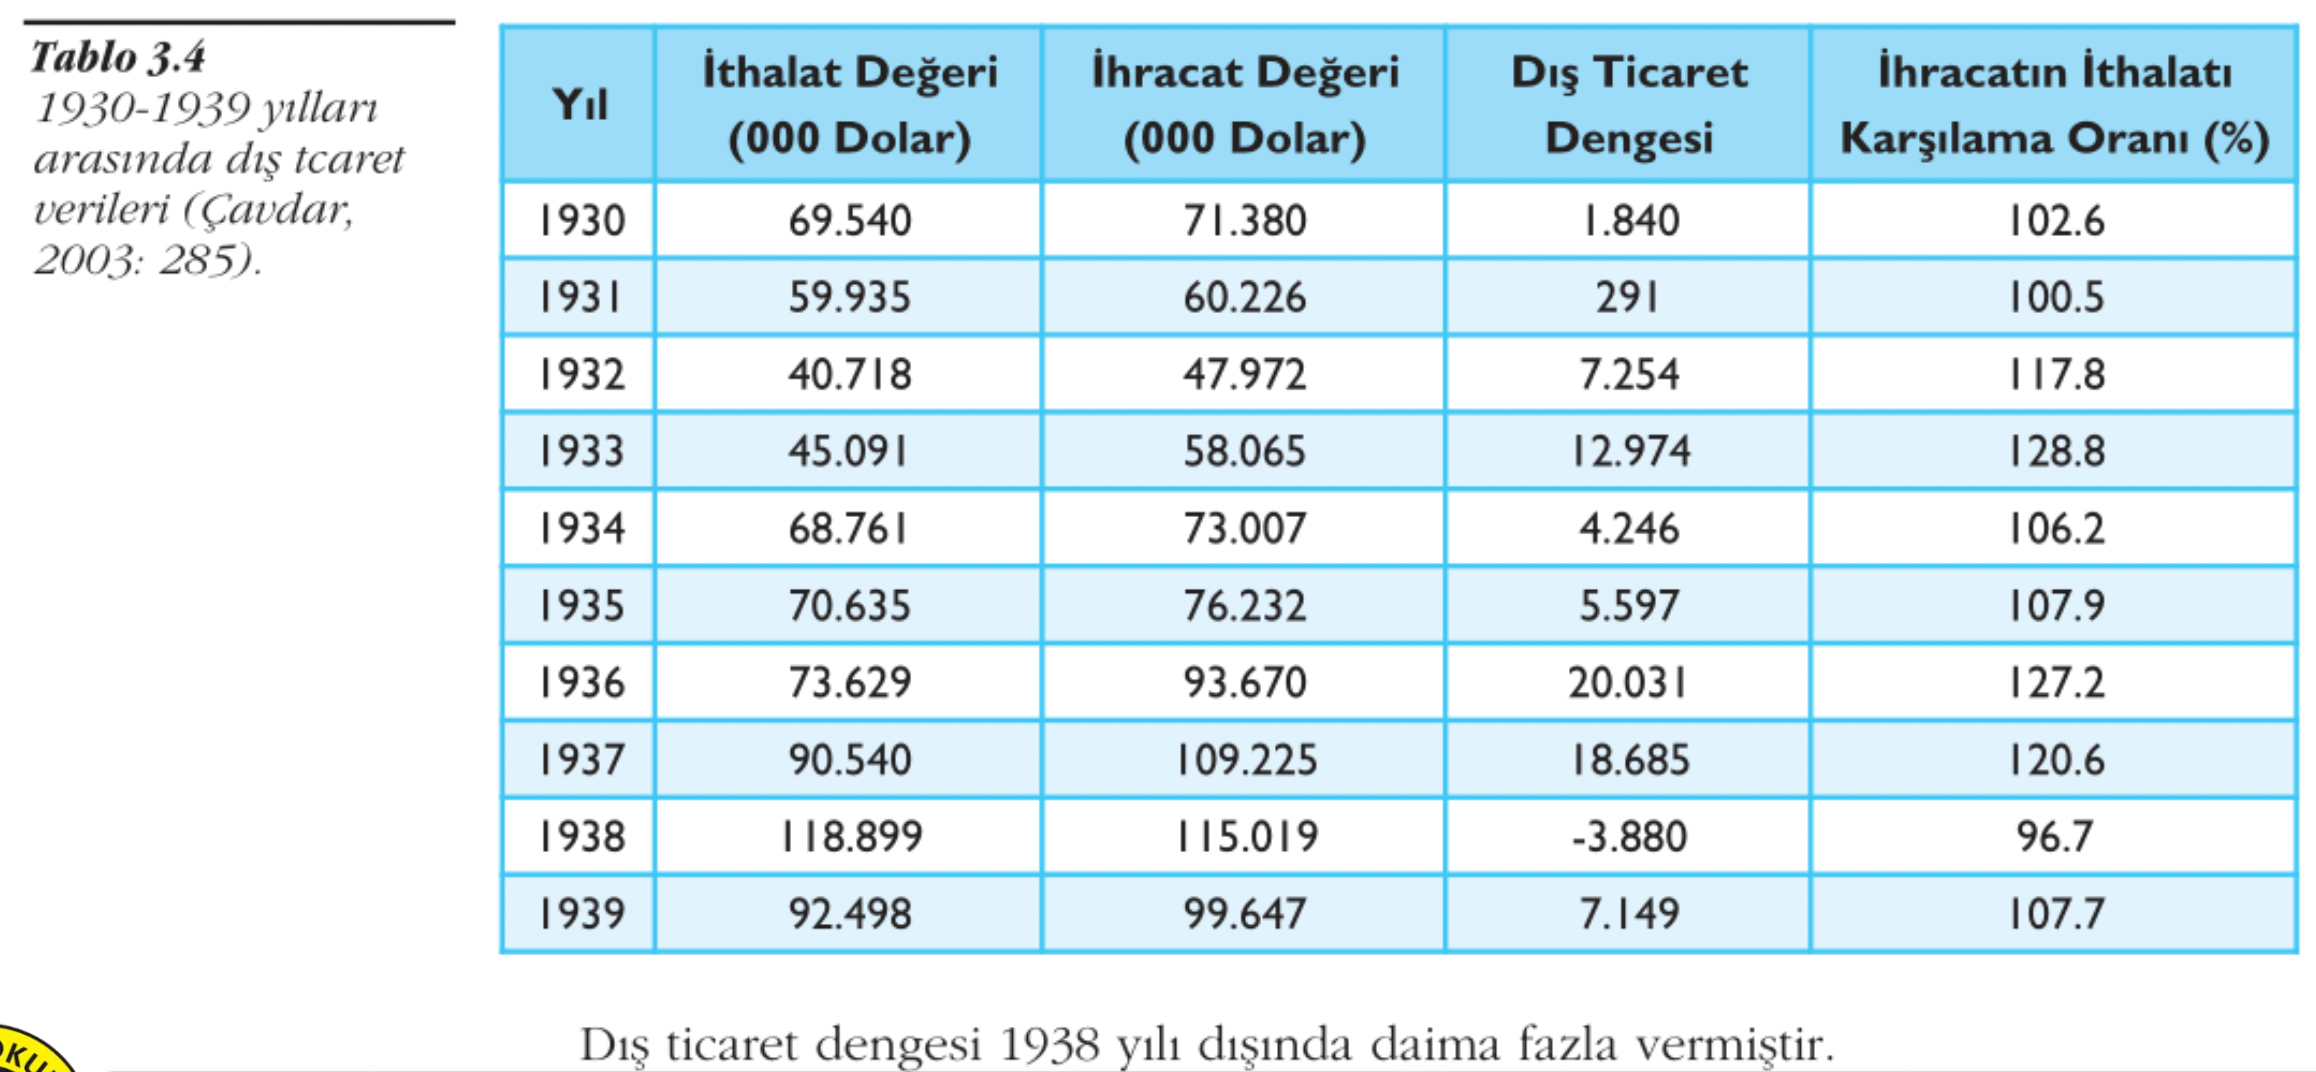 Tablo 3.4
1930-1939 yılları
arasında dış tcaret
verileri (Çavdar,
2003: 285).
Yıl İthalat Değeri (000 Dolar) İhracat Değeri (000 Dolar) Dış Ticaret Dengesi İhracatın İthalatı Karşılama Oranı (%)
1930 69.540 71.380 1.840 102.6
1931 59.935 60.226 291 100.5
1932 40.718 47.972 7.254 117.8
1933 45.091 58.065 12.974 128.8
1934 68.761 73.007 4.246 106.2
1935 70.635 76.232 5.597 107.9
1936 73.629 93.670 20.031 127.2
1937 90.540 109.225 18.685 120.6
1938 118.899 115.019 -3.880 96.7
1939 92.498 99.647 7.149 107.7
Dış ticaret dengesi 1938 yılı dışında daima fazla vermiştir.